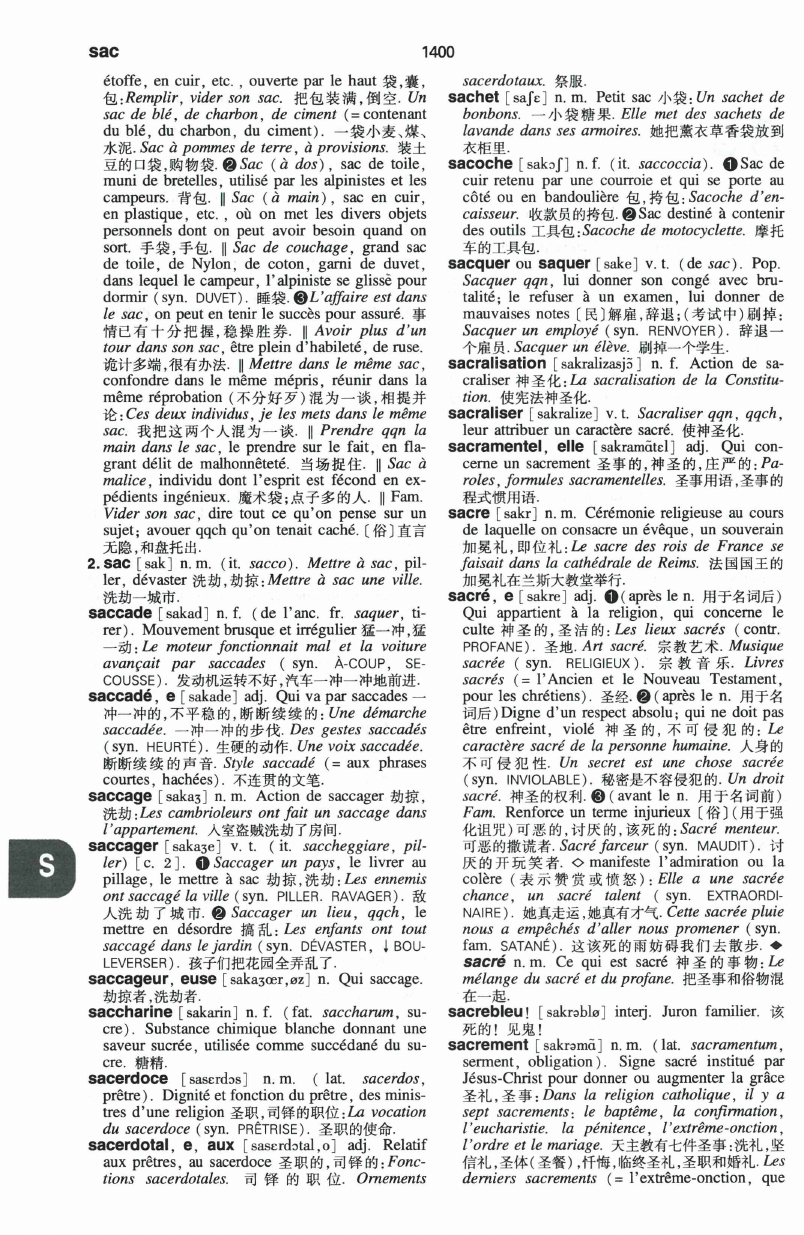 sac
1400
étoffe, en cuir, etc. , ouverte par le haut 袋,囊,
包:Remplir, vider son sac. 把包装满,倒空. Un
sac de blé, de charbon, de ciment (= contenant
du blé, du charbon, du ciment). 一袋小麦、煤、
水泥. Sac à pommes de terre, à provisions. 装土
豆的口袋,购物袋. ❷ Sac (à dos), sac de toile,
muni de bretelles, utilisé par les alpinistes et les
campeurs. 背包. ‖ Sac (à main), sac en cuir,
en plastique, etc. , où on met les divers objets
personnels dont on peut avoir besoin quand on
sort. 手袋,手包. ‖ Sac de couchage, grand sac
de toile, de Nylon, de coton, garni de duvet,
dans lequel le campeur, l'alpiniste se glisse pour
dormir (syn. DUVET). 睡袋. ❸ L'affaire est dans
le sac, on peut en tenir le succès pour assuré. 事
情已有十分把握,稳操胜券. ‖ Avoir plus d'un
tour dans son sac, être plein d'habileté, de ruse.
诡计多端,很有办法. ‖ Mettre dans le même sac,
confondre dans le même mépris, réunir dans la
même réprobation (不分好歹)混为一谈,相提并
论:Ces deux individus, je les mets dans le même
sac. 我把这两个人混为一谈. ‖ Prendre qqn la
main dans le sac, le prendre sur le fait, en fla-
grant délit de malhonnêteté. 当场捉住. ‖ Sac à
malice, individu dont l'esprit est fécond en ex-
pédients ingénieux. 魔术袋;点子多的人. ‖ Fam.
Vider son sac, dire tout ce qu'on pense sur un
sujet; avouer qqch qu'on tenait caché. [俗]直言
无隐,和盘托出.
2. sac [sak] n. m. (it. sacco). Mettre à sac, pil-
ler, dévaster 洗劫,劫掠:Mettre à sac une ville.
洗劫一城市.
saccade [sakad] n. f. (de l'anc. fr. saquer, ti-
rer). Mouvement brusque et irrégulier 猛一冲,猛
一动:Le moteur fonctionnait mal et la voiture
avançait par saccades ( syn. À-COUP, SE-
COUSSE). 发动机运转不好,汽车一冲一冲地前进.
saccadé, e [sakade] adj. Qui va par saccades 一
冲一冲的,不平稳的,断断续续的: Une démarche
saccadée. 一冲一冲的步伐. Des gestes saccadés
(syn. HEURTÉ). 生硬的动作. Une voix saccadée.
断断续续的声音. Style saccadé (= aux phrases
courtes, hachées). 不连贯的文笔.
saccage [sakaʒ] n. m. Action de saccager 劫掠,
洗劫:Les cambrioleurs ont fait un saccage dans
l'appartement. 入室盗贼洗劫了房间.
saccager [sakaʒe] v. t. ( it. saccheggiare, pil-
ler) [c. 2]. ❶ Saccager un pays, le livrer au
pillage, le mettre à sac 劫掠,洗劫: Les ennemis
ont saccagé la ville (syn. PILLER. RAVAGER). 敌
人洗劫了城市. ❷ Saccager un lieu, qqch, le
mettre en désordre 搞乱: Les enfants ont tout
saccagé dans le jardin (syn. DÉVASTER, ↓BOU-
LEVERSER). 孩子们把花园全弄乱了.
saccageur, euse [sakaʒœr,øz] n. Qui saccage.
劫掠者,洗劫者.
saccharine [sakarin] n. f. (fat. saccharum, su-
cre). Substance chimique blanche donnant une
saveur sucrée, utilisée comme succédané du su-
cre. 糖精.
sacerdoce [sasɛrdɔs] n. m. ( lat. sacerdos,
prêtre). Dignité et fonction du prêtre, des minis-
tres d'une religion 圣职,司铎的职位:La vocation
du sacerdoce (syn. PRÊTRISE). 圣职的使命.
sacerdotal, e, aux [sasɛrdɔtal,o] adj. Relatif
aux prêtres, au sacerdoce 圣职的,司铎的:Fonc-
tions sacerdotales. 司铎的职位. Ornements
sacerdotaux. 祭服.
sachet [saʃɛ] n. m. Petit sac 小袋: Un sachet de
bonbons. 一小袋糖果. Elle met des sachets de
lavande dans ses armoires. 她把薰衣草香袋放到
衣柜里.
sacoche [sakɔʃ] n. f. (it. saccoccia). ❶ Sac de
cuir retenu par une courroie et qui se porte au
côté ou en bandoulière 包,挎包: Sacoche d'en-
caisseur. 收款员的挎包. ❷ Sac destiné à contenir
des outils 工具包:Sacoche de motocyclette. 摩托
车的工具包.
sacquer ou saquer [sake] v. t. (de sac). Pop.
Sacquer qqn, lui donner son congé avec bru-
talité; le refuser à un examen, lui donner de
mauvaises notes [民]解雇,辞退;(考试中)刷掉:
Sacquer un employé (syn. RENVOYER). 辞退一
个雇员. Sacquer un élève. 刷掉一个学生.
sacralisation [sakralizasjɔ̃] n. f. Action de sa-
craliser 神圣化: La sacralisation de la Constitu-
tion. 使宪法神圣化.
sacraliser [sakralize] v. t. Sacraliser qqn, qqch,
leur attribuer un caractère sacré. 使神圣化.
sacramentel, elle [sakramɑ̃tɛl] adj. Qui con-
cerne un sacrement 圣事的,神圣的,庄严的: Pa-
roles, formules sacramentelles. 圣事用语,圣事的
程式惯用语.
sacre [sakr] n. m. Cérémonie religieuse au cours
de laquelle on consacre un évêque, un souverain
加冕礼,即位礼: Le sacre des rois de France se
faisait dans la cathédrale de Reims. 法国国王的
加冕礼在兰斯大教堂举行.
sacré, e [sakre] adj. ❶ (après le n. 用于名词后)
Qui appartient à la religion, qui concerne le
culte 神圣的,圣洁的: Les lieux sacrés (contr.
PROFANE). 圣地. Art sacré. 宗教艺术. Musique
sacrée ( syn. RELIGIEUX). 宗教音乐. Livres
sacrés (= l'Ancien et le Nouveau Testament,
pour les chrétiens). 圣经. ❷ (après le n. 用于名
词后) Digne d'un respect absolu; qui ne doit pas
être enfreint, violé 神圣的,不可侵犯的: Le
caractère sacré de la personne humaine. 人身的
不可侵犯性. Un secret est une chose sacrée
(syn. INVIOLABLE). 秘密是不容侵犯的. Un droit
sacré. 神圣的权利. ❸ (avant le n. 用于名词前)
Fam. Renforce un terme injurieux [俗](用于强
化诅咒)可恶的,讨厌的,该死的: Sacré menteur.
可恶的撒谎者. Sacré farceur (syn. MAUDIT). 讨
厌的开玩笑者. ◇ manifeste l'admiration ou la
colère (表示赞赏或愤怒): Elle a une sacrée
chance, un sacré talent ( syn. EXTRAORDI-
NAIRE). 她真走运,她真有才气. Cette sacrée pluie
nous a empêchés d'aller nous promener (syn.
fam. SATANÉ). 这该死的雨妨碍我们去散步. ◆
sacré n. m. Ce qui est sacré 神圣的事物: Le
mélange du sacré et du profane. 把圣事和俗物混
在一起.
sacrebleu! [sakrəblø] interj. Juron familier. 该
死的! 见鬼!
sacrement [sakrəmɑ̃] n. m. (lat. sacramentum,
serment, obligation). Signe sacré institué par
Jésus-Christ pour donner ou augmenter la grâce
圣礼,圣事: Dans la religion catholique, il y a
sept sacrements: le baptême, la confirmation,
l'eucharistie. la pénitence, l'extrême-onction,
l'ordre et le mariage. 天主教有七件圣事:洗礼,坚
信礼,圣体(圣餐),忏悔,临终圣礼,圣职和婚礼. Les
derniers sacrements (= l'extrême-onction, que
S